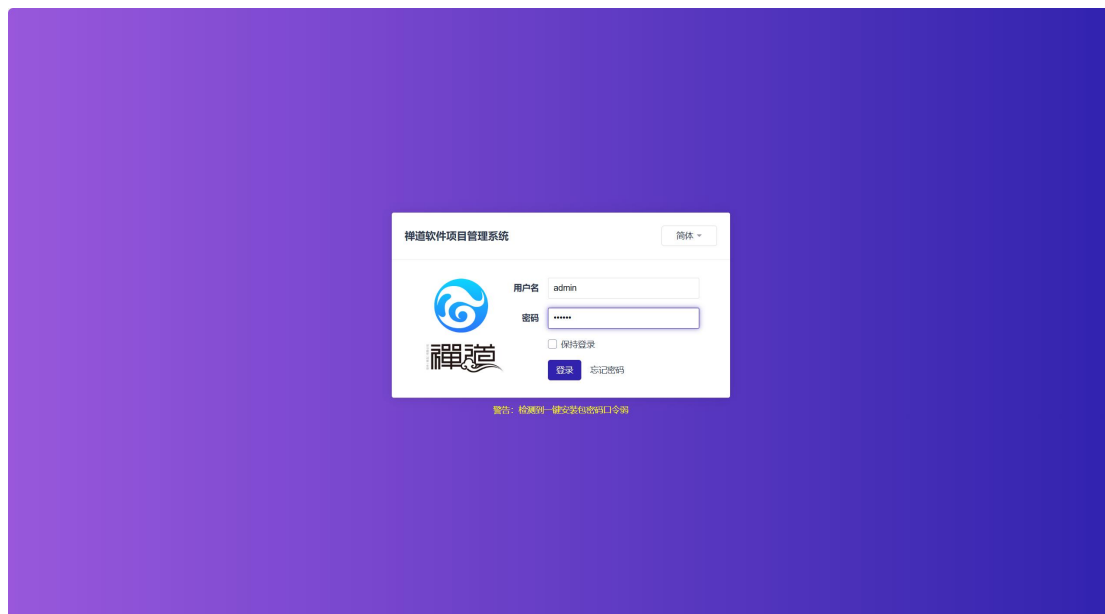 禅道软件项目管理系统
简体
用户名 admin
密码 ••••••
禪道
保持登录
登录 忘记密码
警告：检测到一键安装包密码口令弱